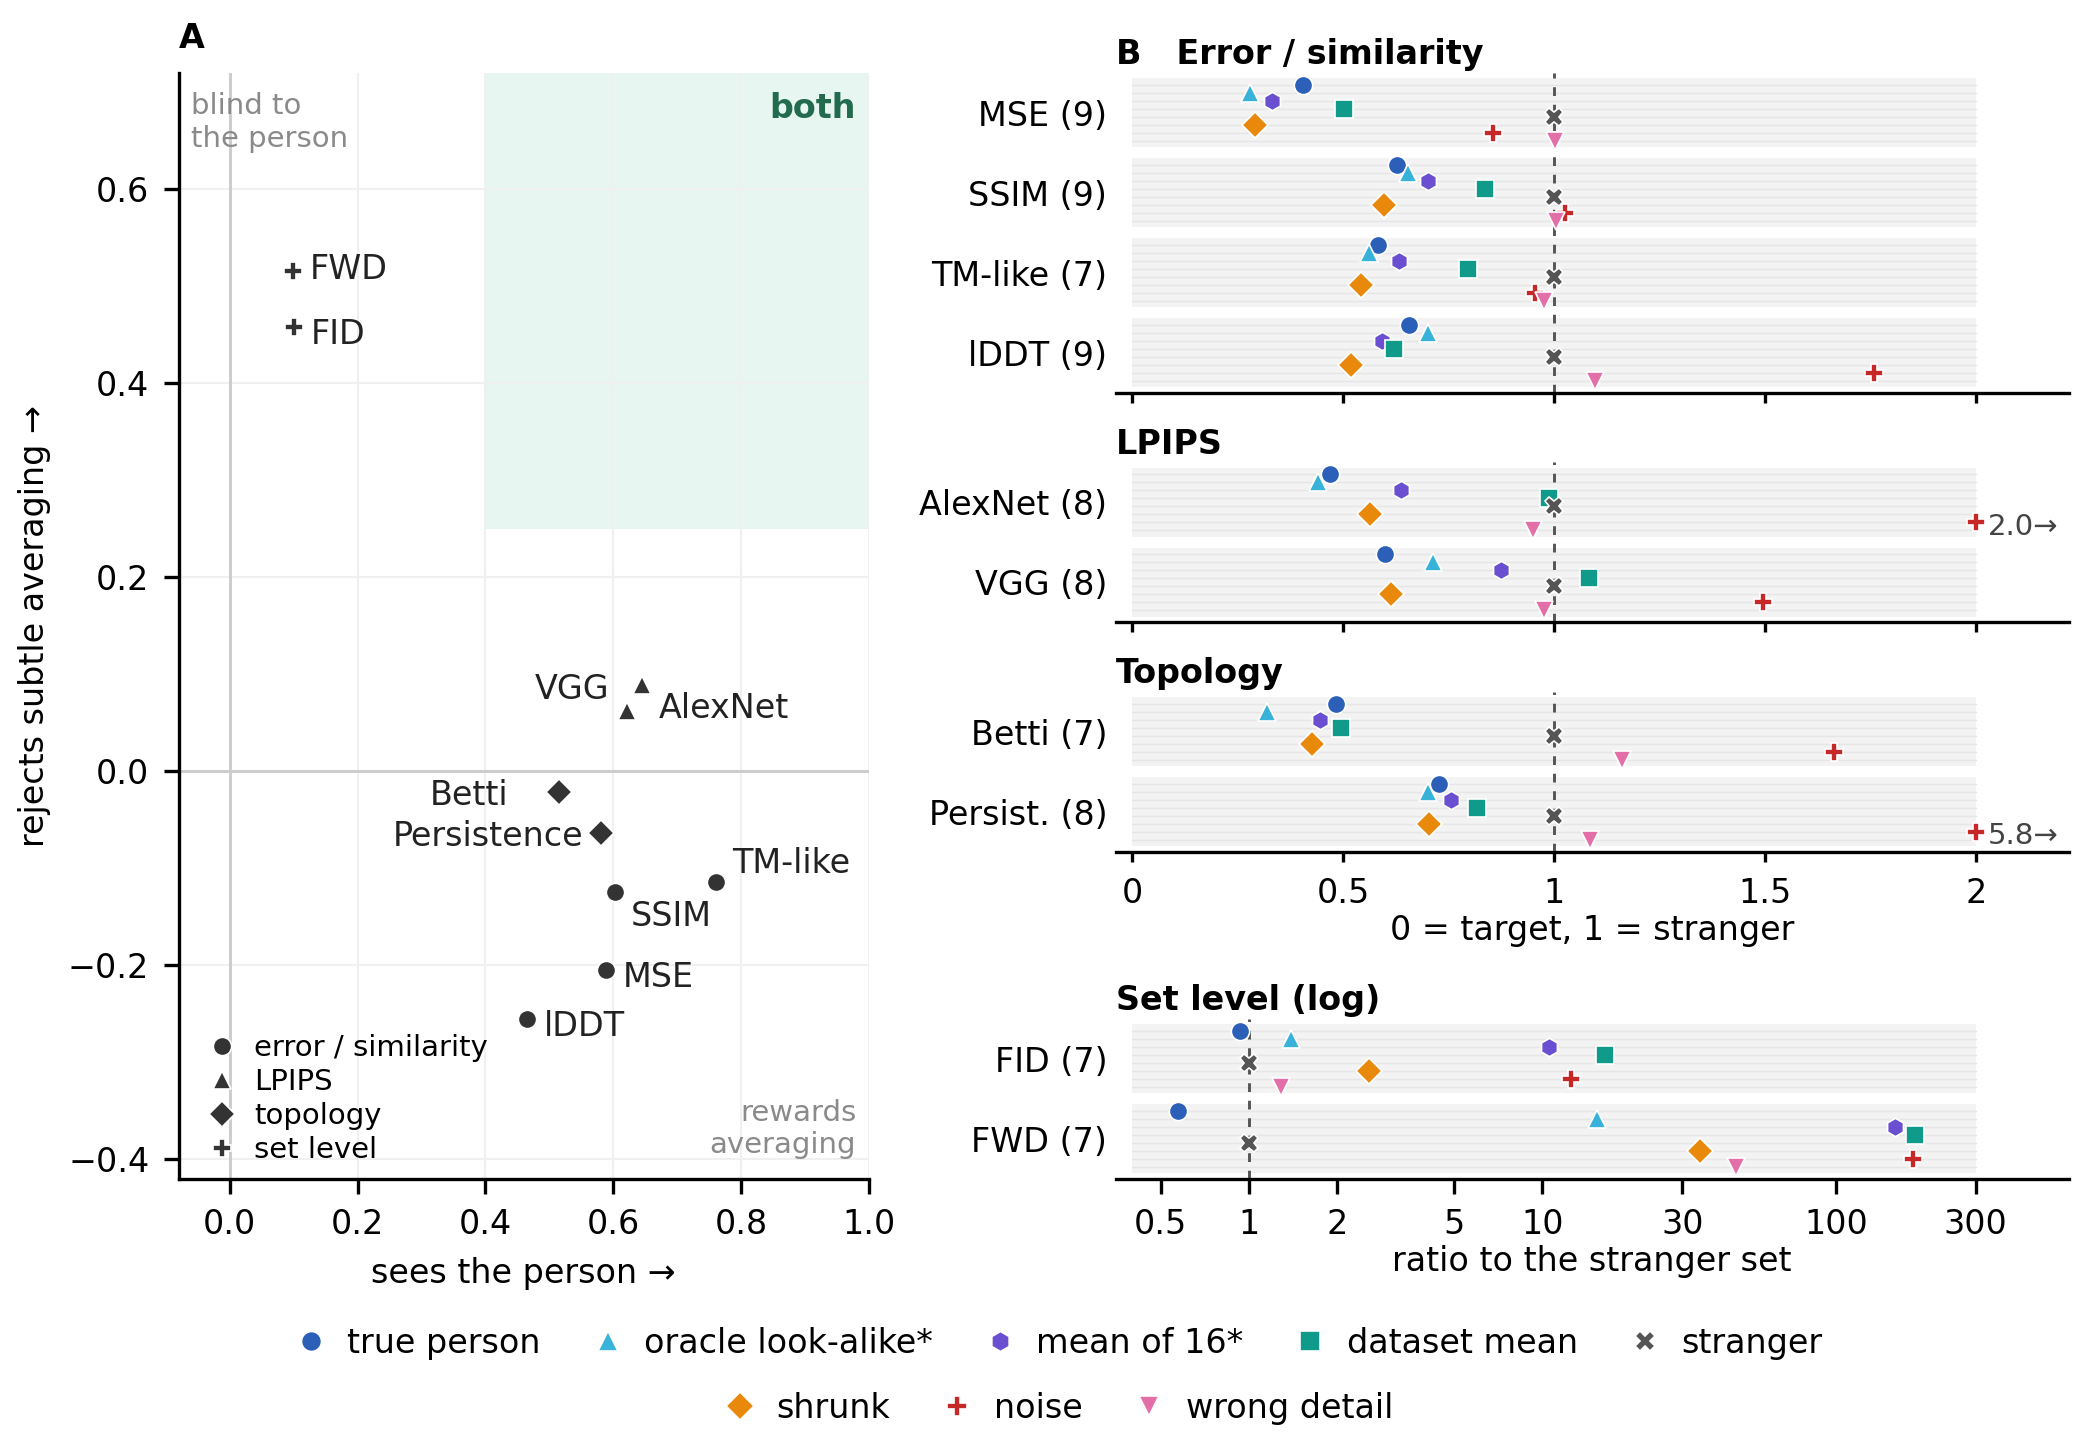 A
blind to
the person
both
FWD
FID
VGG
AlexNet
Betti
Persistence
TM-like
SSIM
MSE
lDDT
error / similarity
LPIPS
topology
set level
rewards
averaging
0.6
0.4
0.2
0.0
−0.2
−0.4
rejects subtle averaging →
0.0 0.2 0.4 0.6 0.8 1.0
sees the person →
B Error / similarity
MSE (9)
SSIM (9)
TM-like (7)
lDDT (9)
LPIPS
AlexNet (8)
2.0→
VGG (8)
Topology
Betti (7)
Persist. (8)
5.8→
0 0.5 1 1.5 2
0 = target, 1 = stranger
Set level (log)
FID (7)
FWD (7)
0.5 1 2 5 10 30 100 300
ratio to the stranger set
true person oracle look-alike* mean of 16* dataset mean stranger
shrunk noise wrong detail